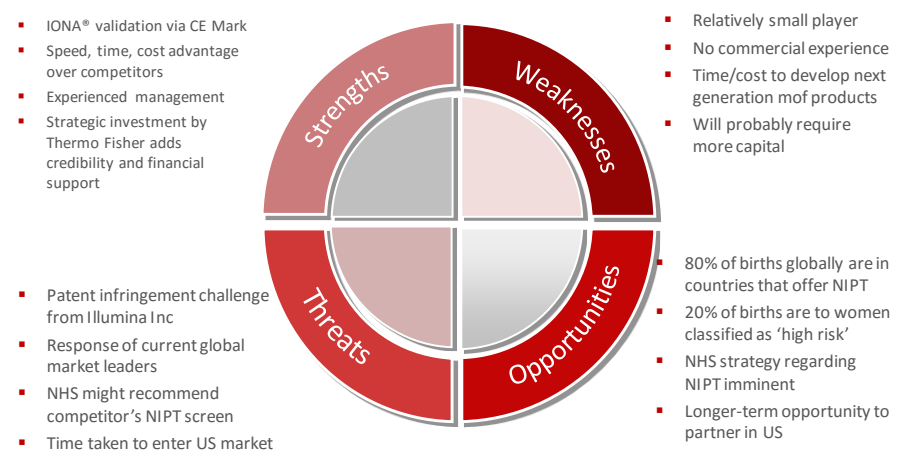 ▪ IONA® validation via CE Mark
▪ Speed, time, cost advantage
over competitors
▪ Experienced management
▪ Strategic investment by
Thermo Fisher adds
credibility and financial
support
Strengths
Weaknesses
▪ Relatively small player
▪ No commercial experience
▪ Time/cost to develop next
generation mof products
▪ Will probably require
more capital
▪ Patent infringement challenge
from Illumina Inc
▪ Response of current global
market leaders
▪ NHS might recommend
competitor's NIPT screen
▪ Time taken to enter US market
Threats
Opportunities
▪ 80% of births globally are in
countries that offer NIPT
▪ 20% of births are to women
classified as ‘high risk’
▪ NHS strategy regarding
NIPT imminent
▪ Longer-term opportunity to
partner in US